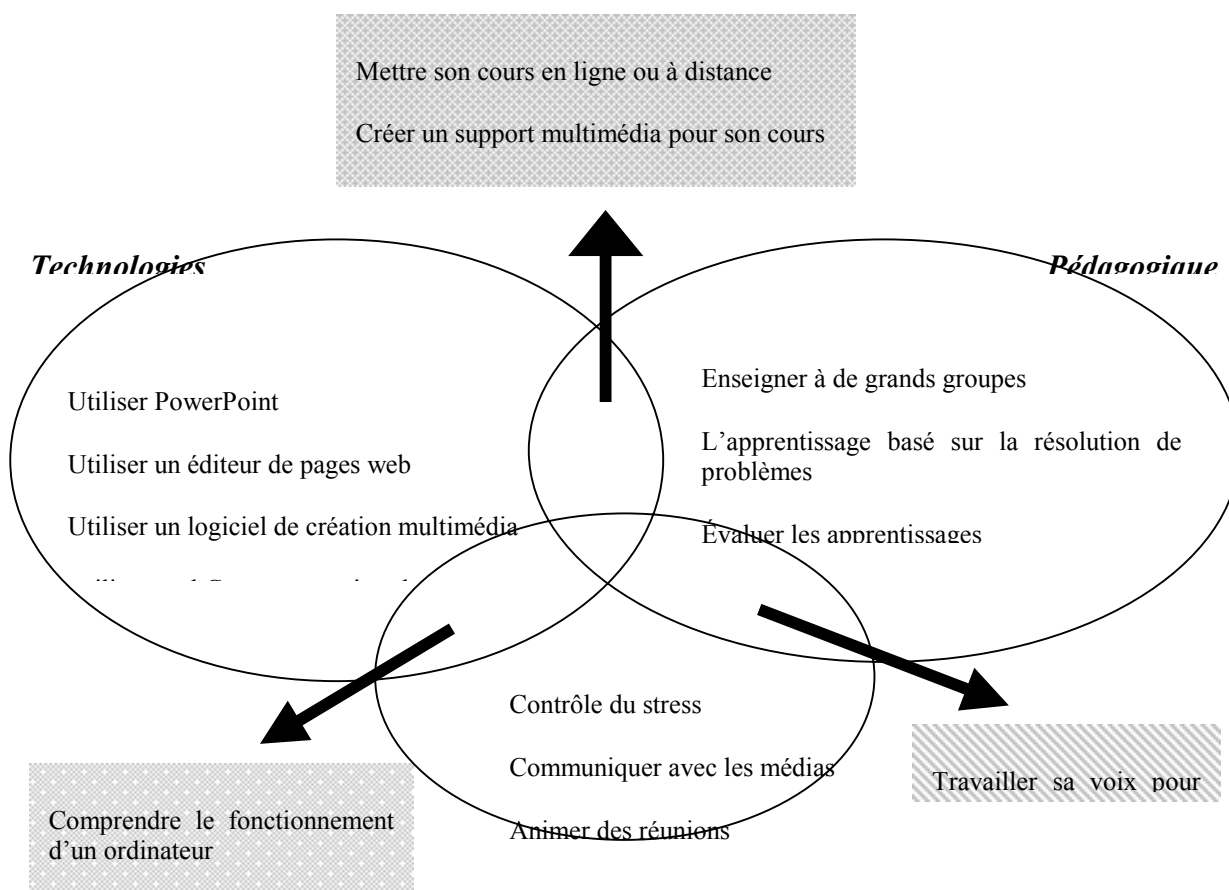 Mettre son cours en ligne ou à distance
Créer un support multimédia pour son cours
Technologies
Pédagogique
Utiliser PowerPoint
Utiliser un éditeur de pages web
Utiliser un logiciel de création multimédia
Enseigner à de grands groupes
L’apprentissage basé sur la résolution de
problèmes
Évaluer les apprentissages
Contrôle du stress
Communiquer avec les médias
Animer des réunions
Travailler sa voix pour
Comprendre le fonctionnement
d’un ordinateur